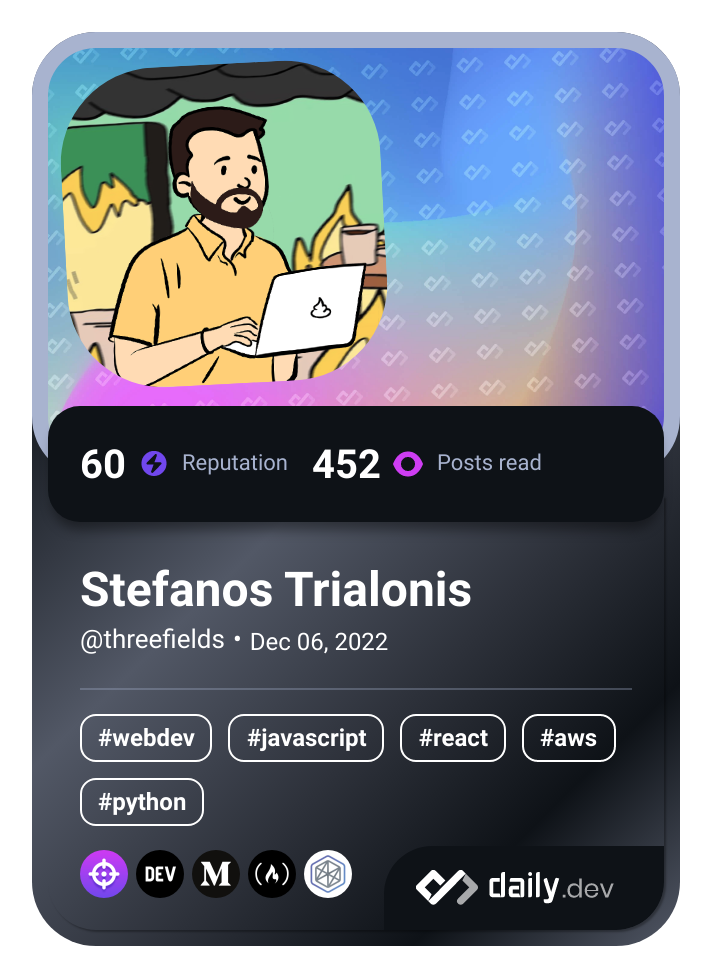 60 Reputation 452 Posts read
Stefanos Trialonis
@threefields • Dec 06, 2022
#webdev #javascript #react #aws
#python
DEV M
daily.dev